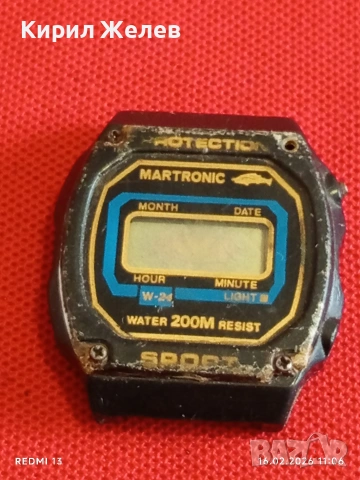 Кирил Желев
PROTECTION
MARTRONIC
MONTH DATE
HOUR MINUTE
W-24 LIGHT
WATER 200M RESIST
SPORT
REDMI 13
16.02.2026 11:06
BAZAR